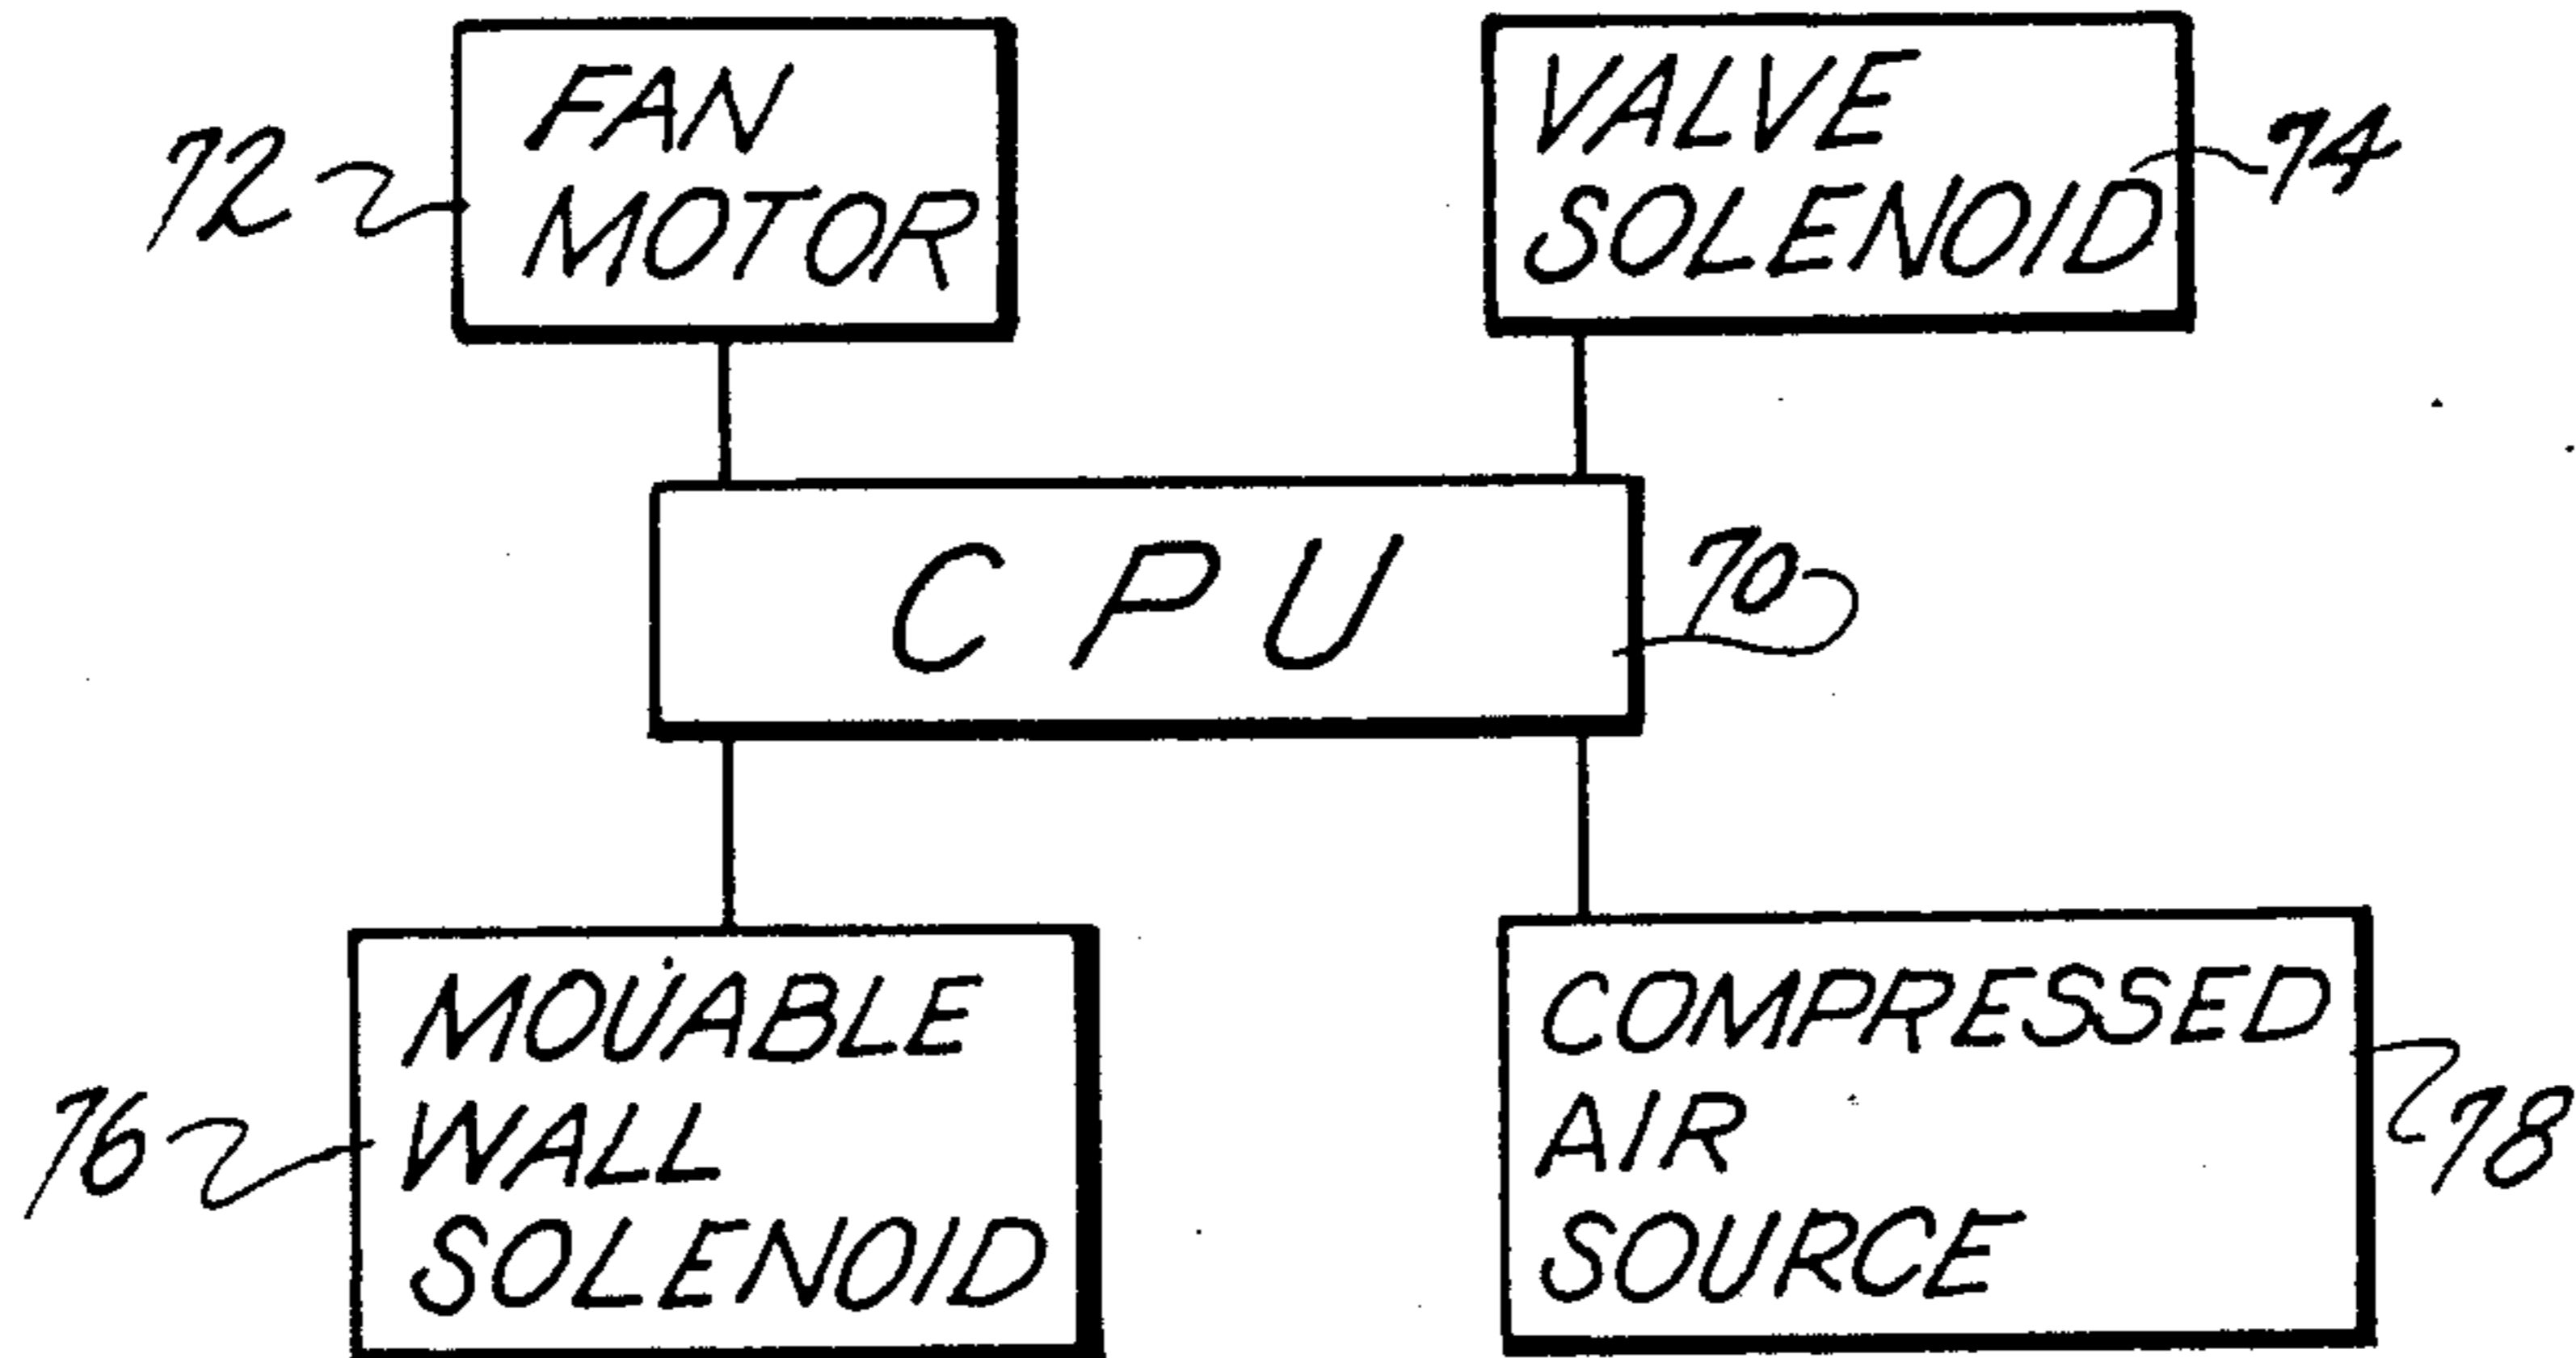 FAN
MOTOR
72
VALVE
SOLENOID
74
CPU
70
MOVABLE
WALL
SOLENOID
76
COMPRESSED
AIR
SOURCE
78